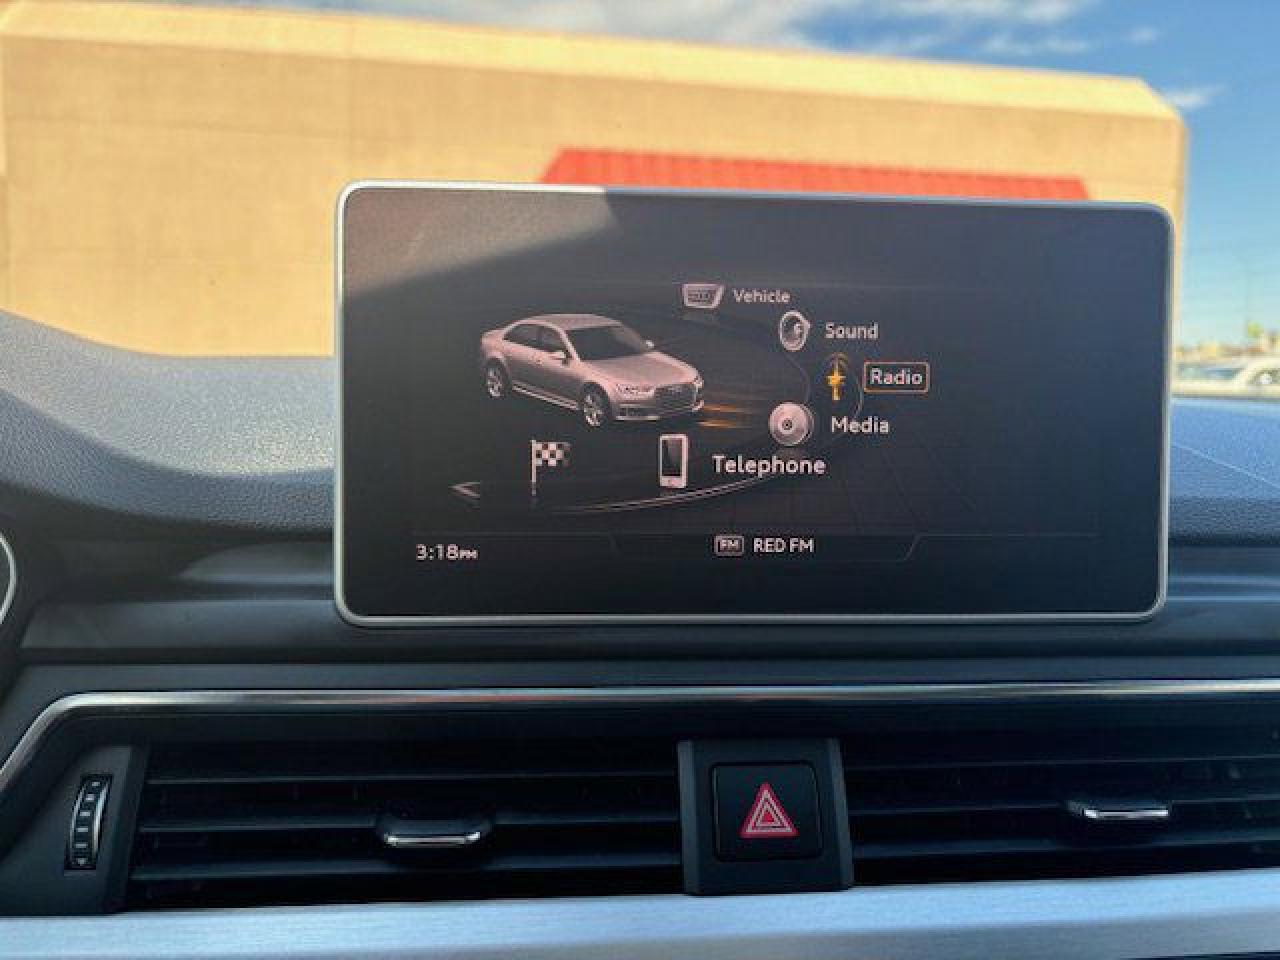 Vehicle
Sound
Radio
Media
Telephone
3:18PM
FM RED FM